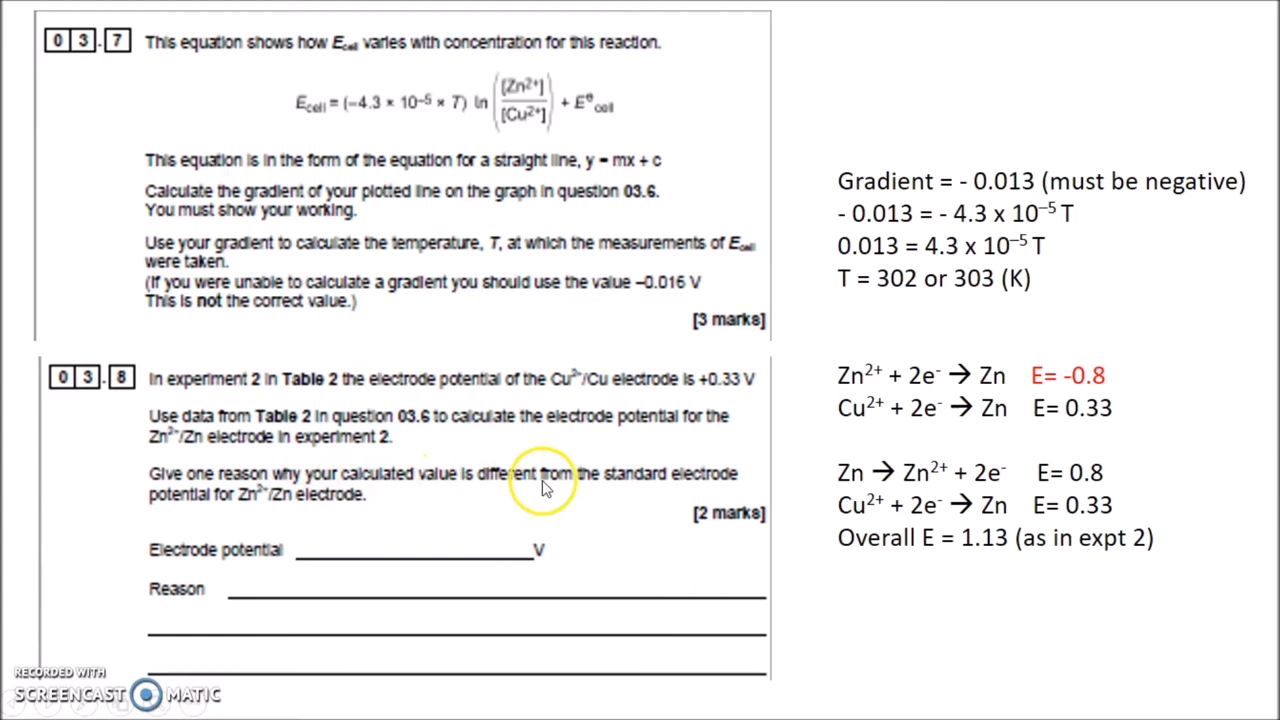 03.7 This equation shows how Ecell varies with concentration for this reaction.
Ecell = (–4.3 × 10–5 × T) ln ([Zn2+]/[Cu2+]) + E⦵cell
This equation is in the form of the equation for a straight line, y = mx + c
Calculate the gradient of your plotted line on the graph in question 03.6.
You must show your working.
Use your gradient to calculate the temperature, T, at which the measurements of Ecell
were taken.
(If you were unable to calculate a gradient you should use the value –0.016 V
This is not the correct value.)
[3 marks]
03.8 In experiment 2 in Table 2 the electrode potential of the Cu2+/Cu electrode is +0.33 V
Use data from Table 2 in question 03.6 to calculate the electrode potential for the
Zn2+/Zn electrode in experiment 2.
Give one reason why your calculated value is different from the standard electrode
potential for Zn2+/Zn electrode.
[2 marks]
Electrode potential V
Reason
Gradient = - 0.013 (must be negative)
- 0.013 = - 4.3 x 10–5 T
0.013 = 4.3 x 10–5 T
T = 302 or 303 (K)
Zn2+ + 2e- → Zn E= -0.8
Cu2+ + 2e- → Zn E= 0.33
Zn → Zn2+ + 2e- E= 0.8
Cu2+ + 2e- → Zn E= 0.33
Overall E = 1.13 (as in expt 2)
RECORDED WITH
SCREENCAST MATIC